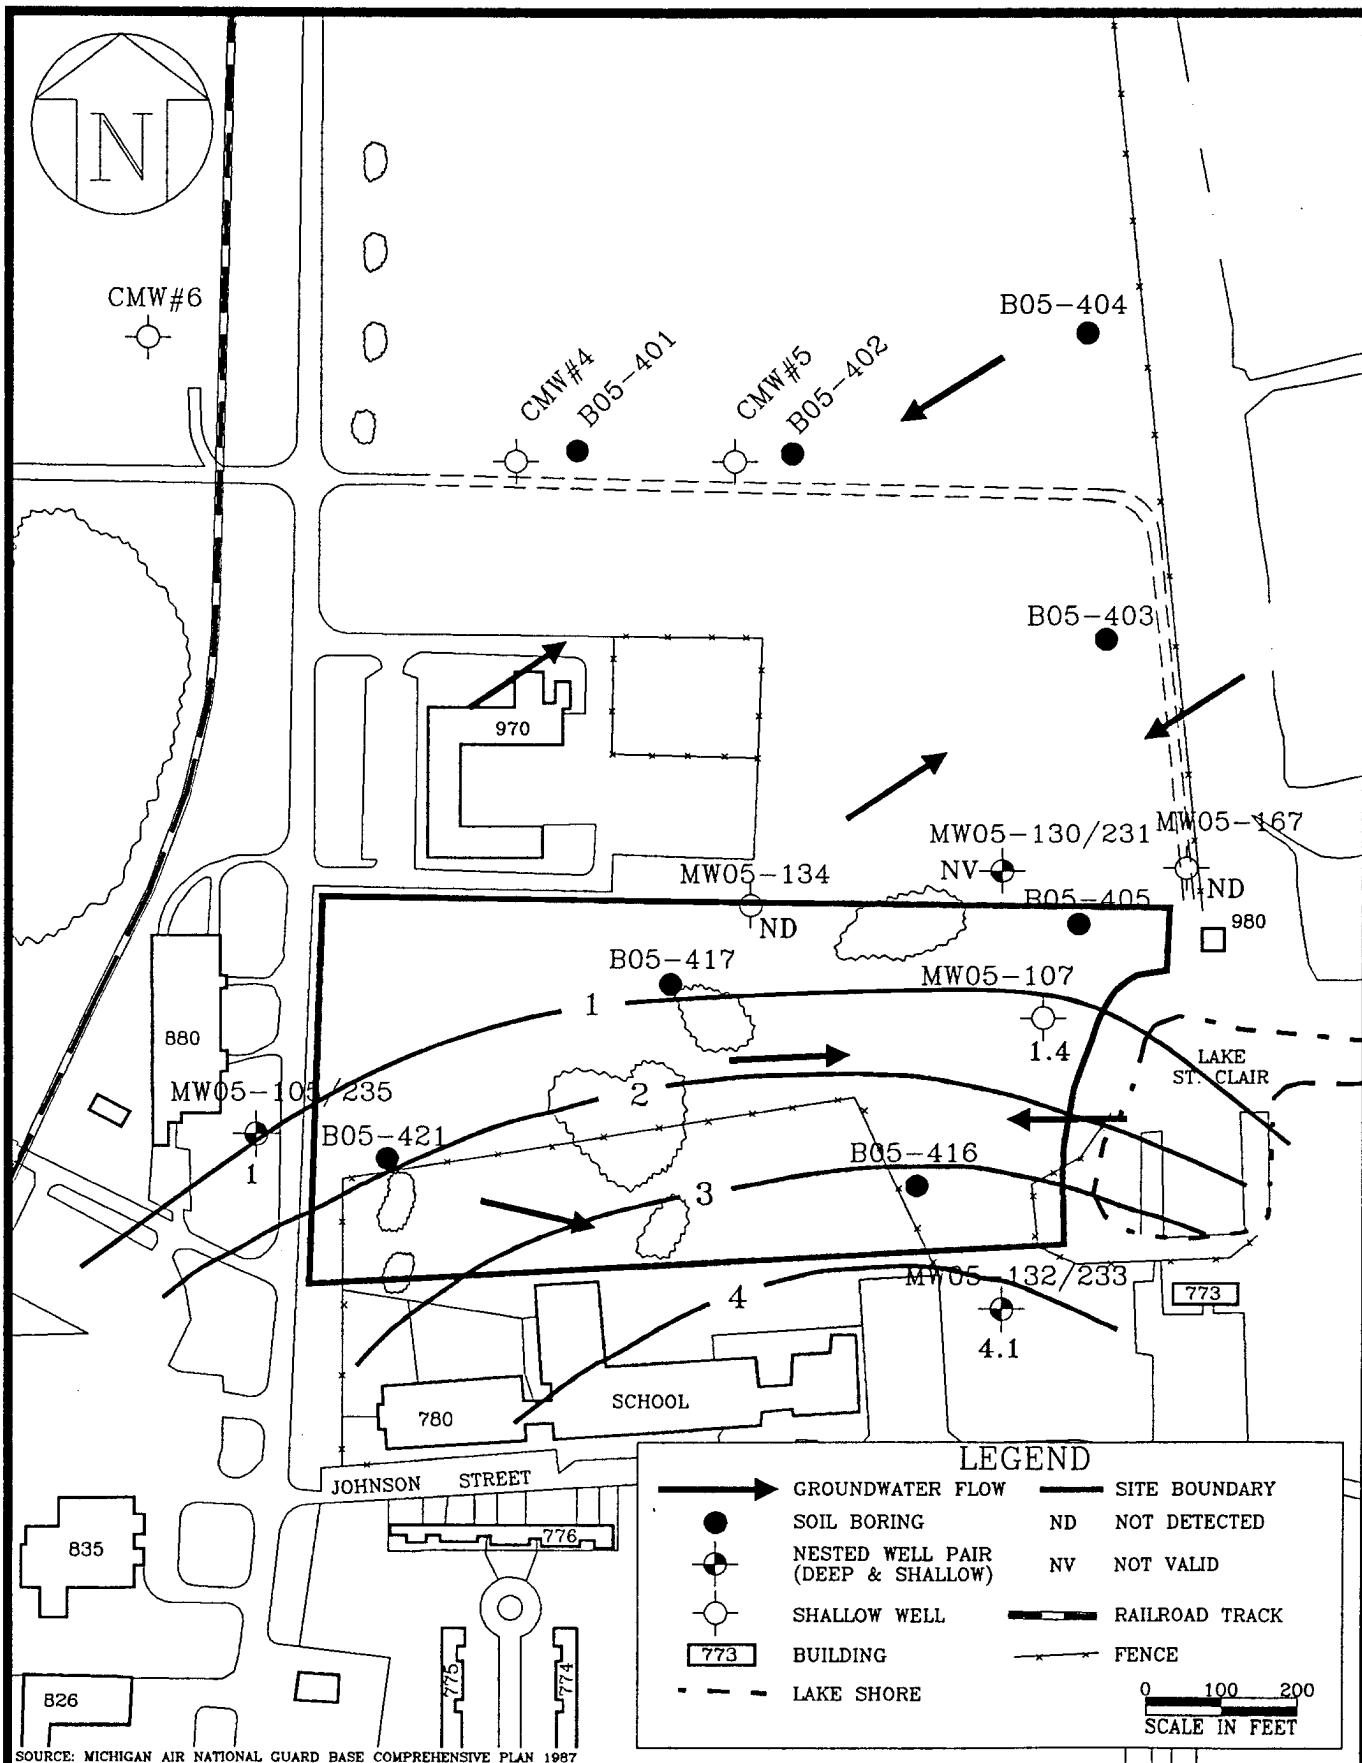 N
CMW#6
B05-404
CMW#4
B05-401
CMW#5
B05-402
B05-403
970
MW05-130/231
MW05-167
NV
ND
MW05-134
ND
B05-405
980
B05-417
MW05-107
1
1.4
880
LAKE
ST. CLAIR
2
MW05-105/235
1
B05-421
B05-416
3
MW05-132/233
4
4.1
773
SCHOOL
780
JOHNSON STREET
776
835
775
774
826
LEGEND
GROUNDWATER FLOW
SITE BOUNDARY
SOIL BORING
ND NOT DETECTED
NESTED WELL PAIR
(DEEP & SHALLOW)
NV NOT VALID
SHALLOW WELL
RAILROAD TRACK
773 BUILDING
FENCE
LAKE SHORE
0 100 200
SCALE IN FEET
SOURCE: MICHIGAN AIR NATIONAL GUARD BASE COMPREHENSIVE PLAN 1987